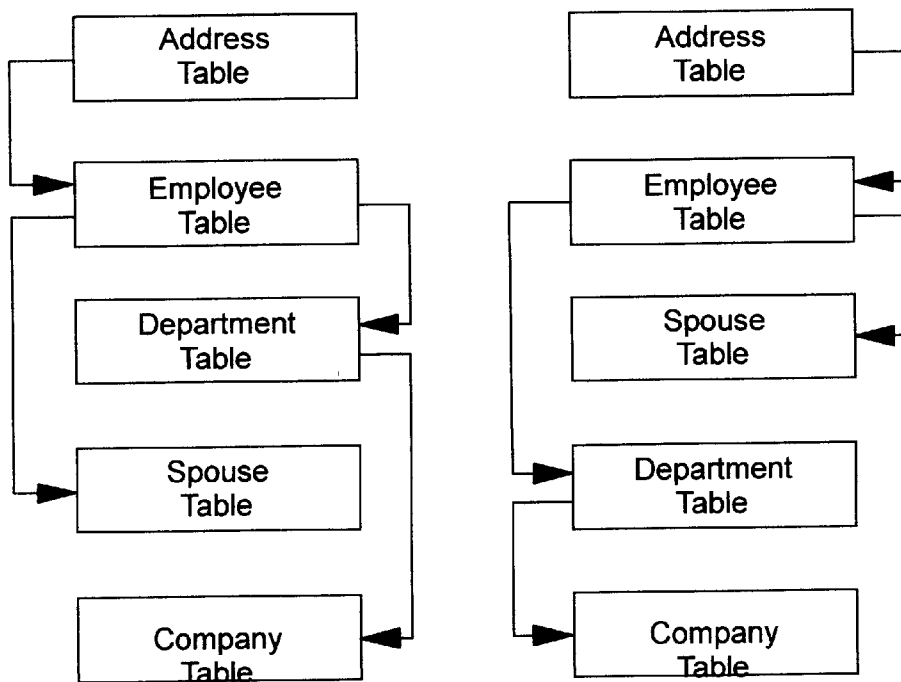 Address
Table
Employee
Table
Department
Table
Spouse
Table
Company
Table
Address
Table
Employee
Table
Spouse
Table
Department
Table
Company
Table